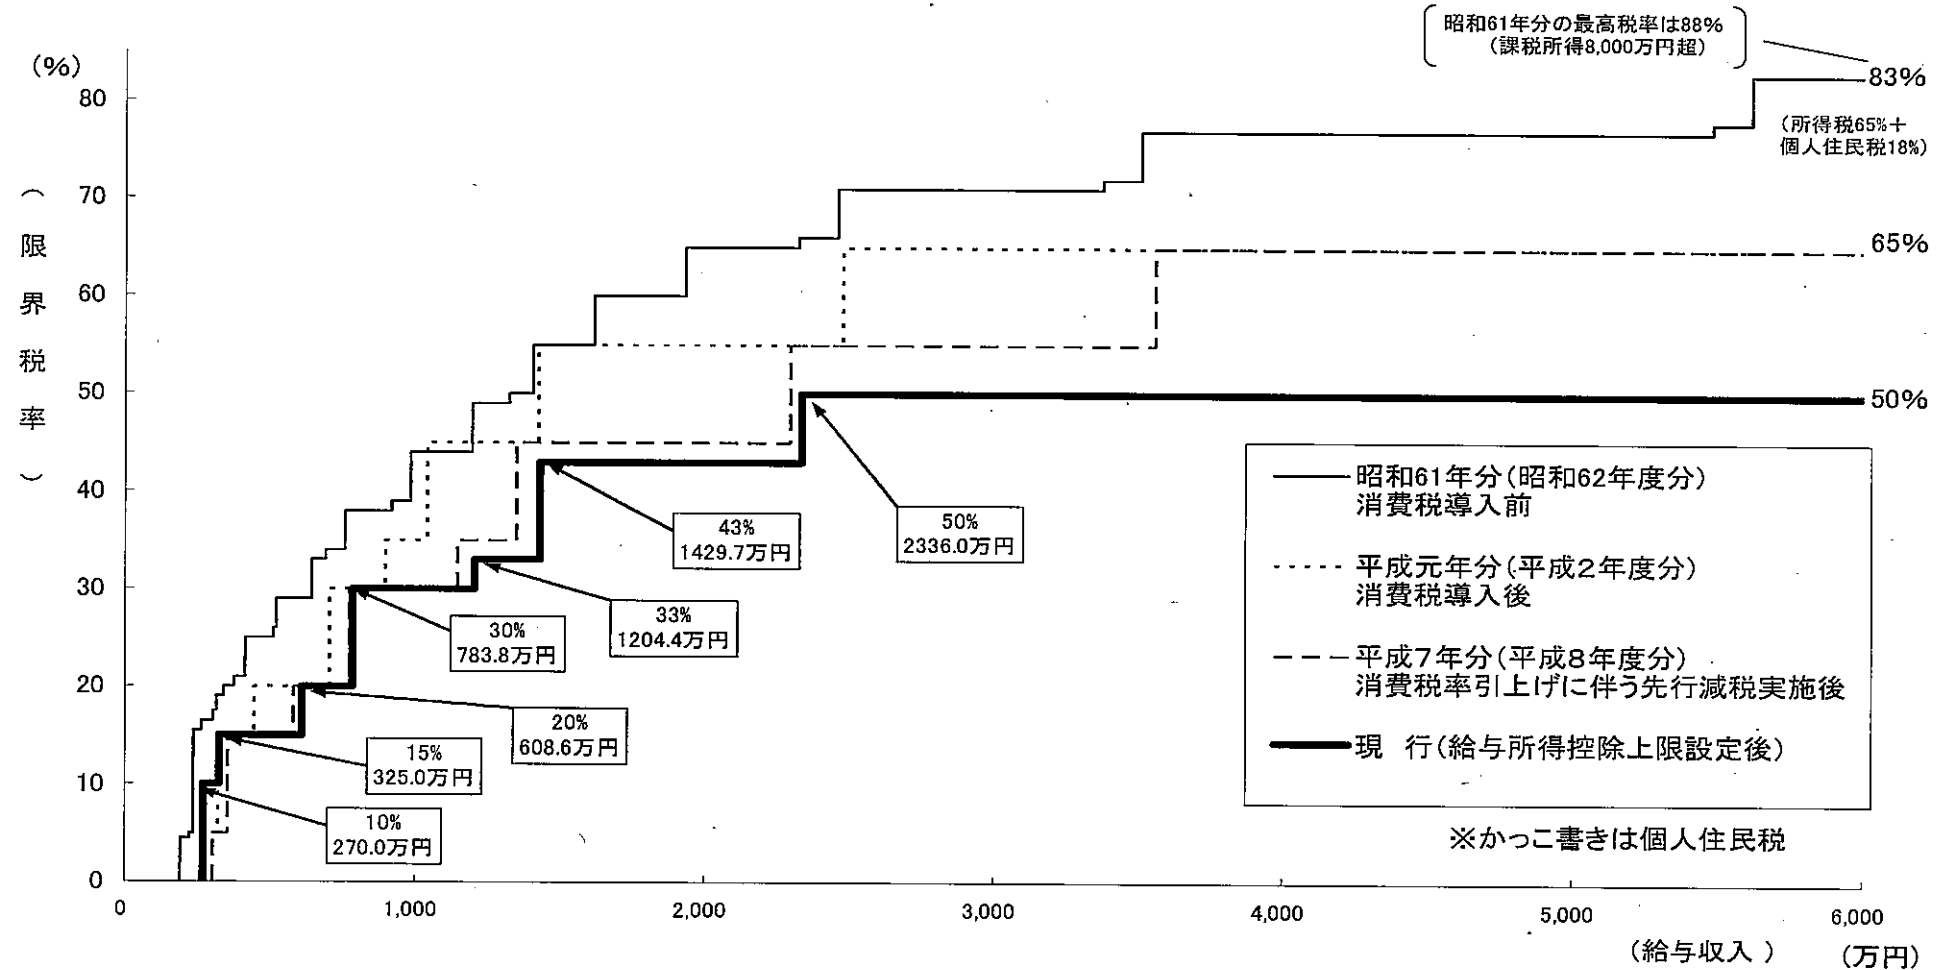 昭和61年分の最高税率は88%
(課税所得8,000万円超)
(%)
83%
80
(所得税65%+
個人住民税18%)
70
65%
60
50
50%
40
30
20
10
0
(限界税率)
43%
1429.7万円
50%
2336.0万円
33%
1204.4万円
30%
783.8万円
20%
608.6万円
15%
325.0万円
10%
270.0万円
昭和61年分(昭和62年度分)
消費税導入前
平成元年分(平成2年度分)
消費税導入後
平成7年分(平成8年度分)
消費税率引上げに伴う先行減税実施後
現 行(給与所得控除上限設定後)
※かっこ書きは個人住民税
0
1,000
2,000
3,000
4,000
5,000
6,000
(給与収入 )
(万円)